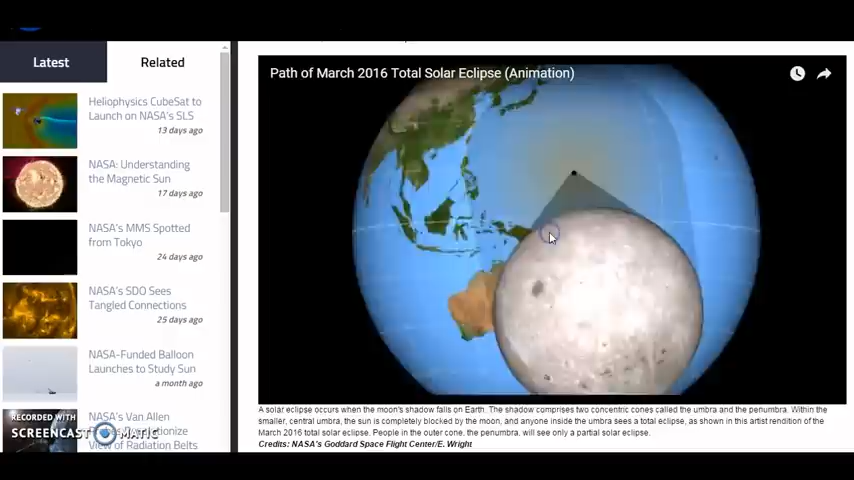 Latest
Related
Heliophysics CubeSat to
Launch on NASA's SLS
13 days ago
NASA: Understanding
the Magnetic Sun
17 days ago
NASA's MMS Spotted
from Tokyo
24 days ago
NASA's SDO Sees
Tangled Connections
25 days ago
NASA-Funded Balloon
Launches to Study Sun
a month ago
NASA's Van Allen
View of Radiation Belts
RECORDED WITH
SCREENCAST MATIC
Path of March 2016 Total Solar Eclipse (Animation)
A solar eclipse occurs when the moon's shadow falls on Earth. The shadow comprises two concentric cones called the umbra and the penumbra. Within the
smaller, central umbra, the sun is completely blocked by the moon, and anyone inside the umbra sees a total eclipse, as shown in this artist rendition of the
March 2016 total solar eclipse. People in the outer cone, the penumbra, will see only a partial solar eclipse.
Credits: NASA's Goddard Space Flight Center/E. Wright